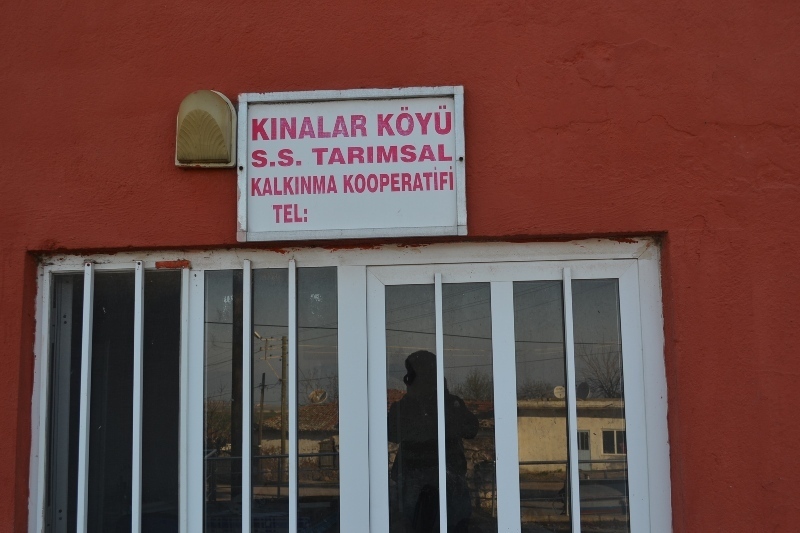 KINALAR KÖYÜ
S.S. TARIMSAL
KALKINMA KOOPERATİFİ
TEL: